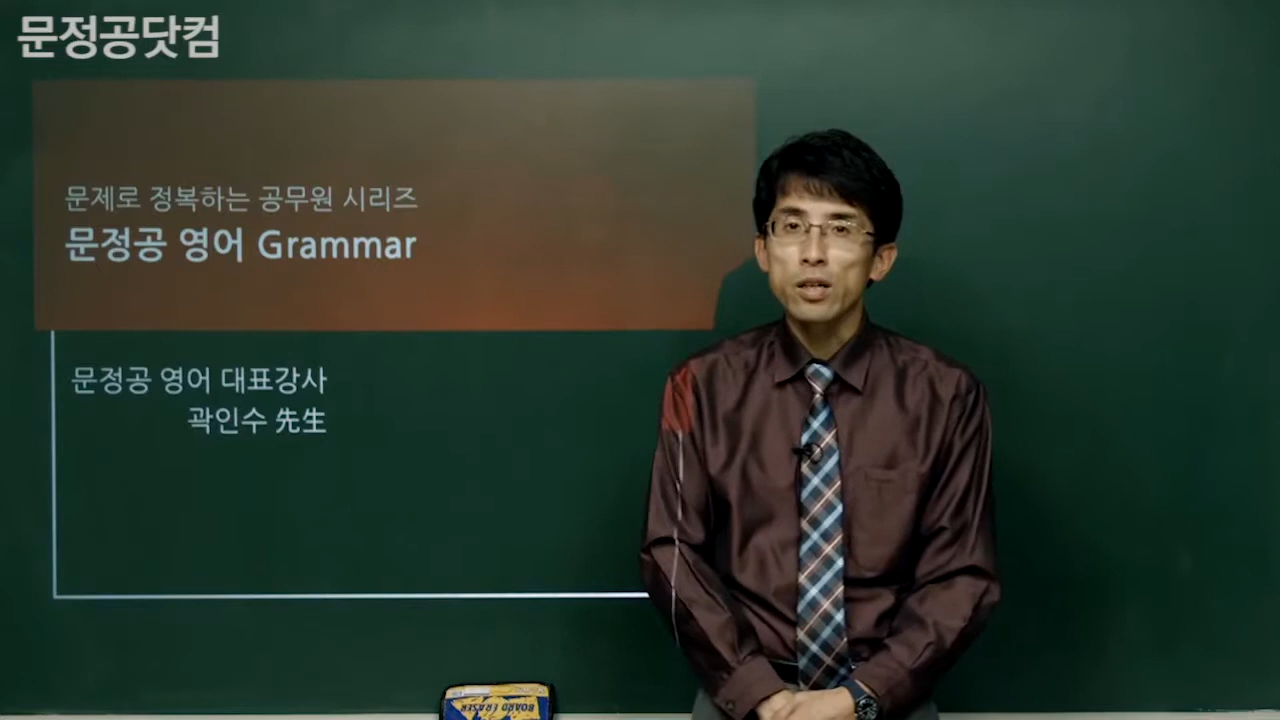 문정공닷컴
문제로 정복하는 공무원 시리즈
문정공 영어 Grammar
문정공 영어 대표강사
곽인수 先生
BOARD ERASER